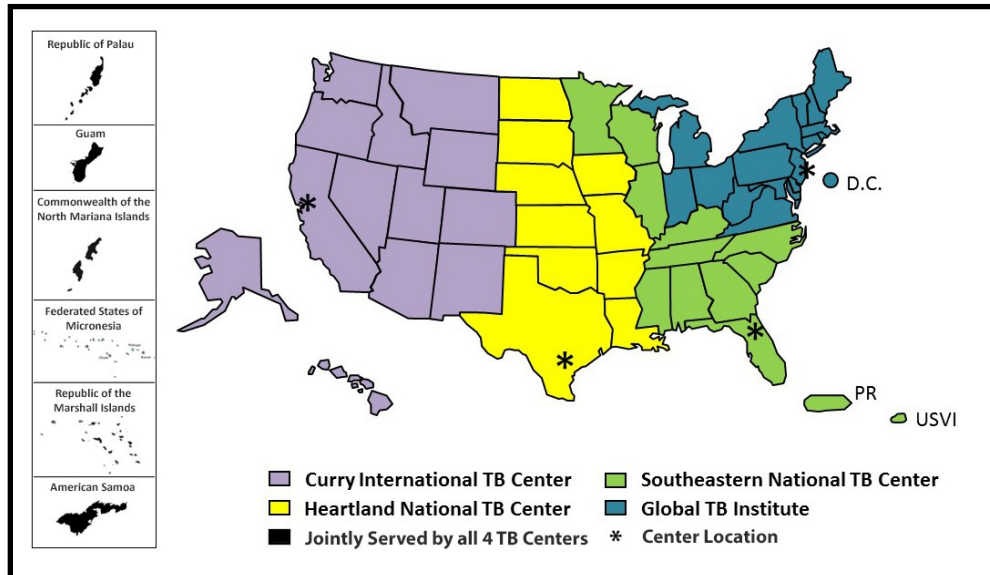 Republic of Palau
Guam
Commonwealth of
the North Mariana Islands
Federated States of
Micronesia
Republic of the
Marshall Islands
American Samoa
*
*
*
*
D.C.
PR
USVI
Curry International TB Center
Southeastern National TB Center
Heartland National TB Center
Global TB Institute
Jointly Served by all 4 TB Centers
* Center Location